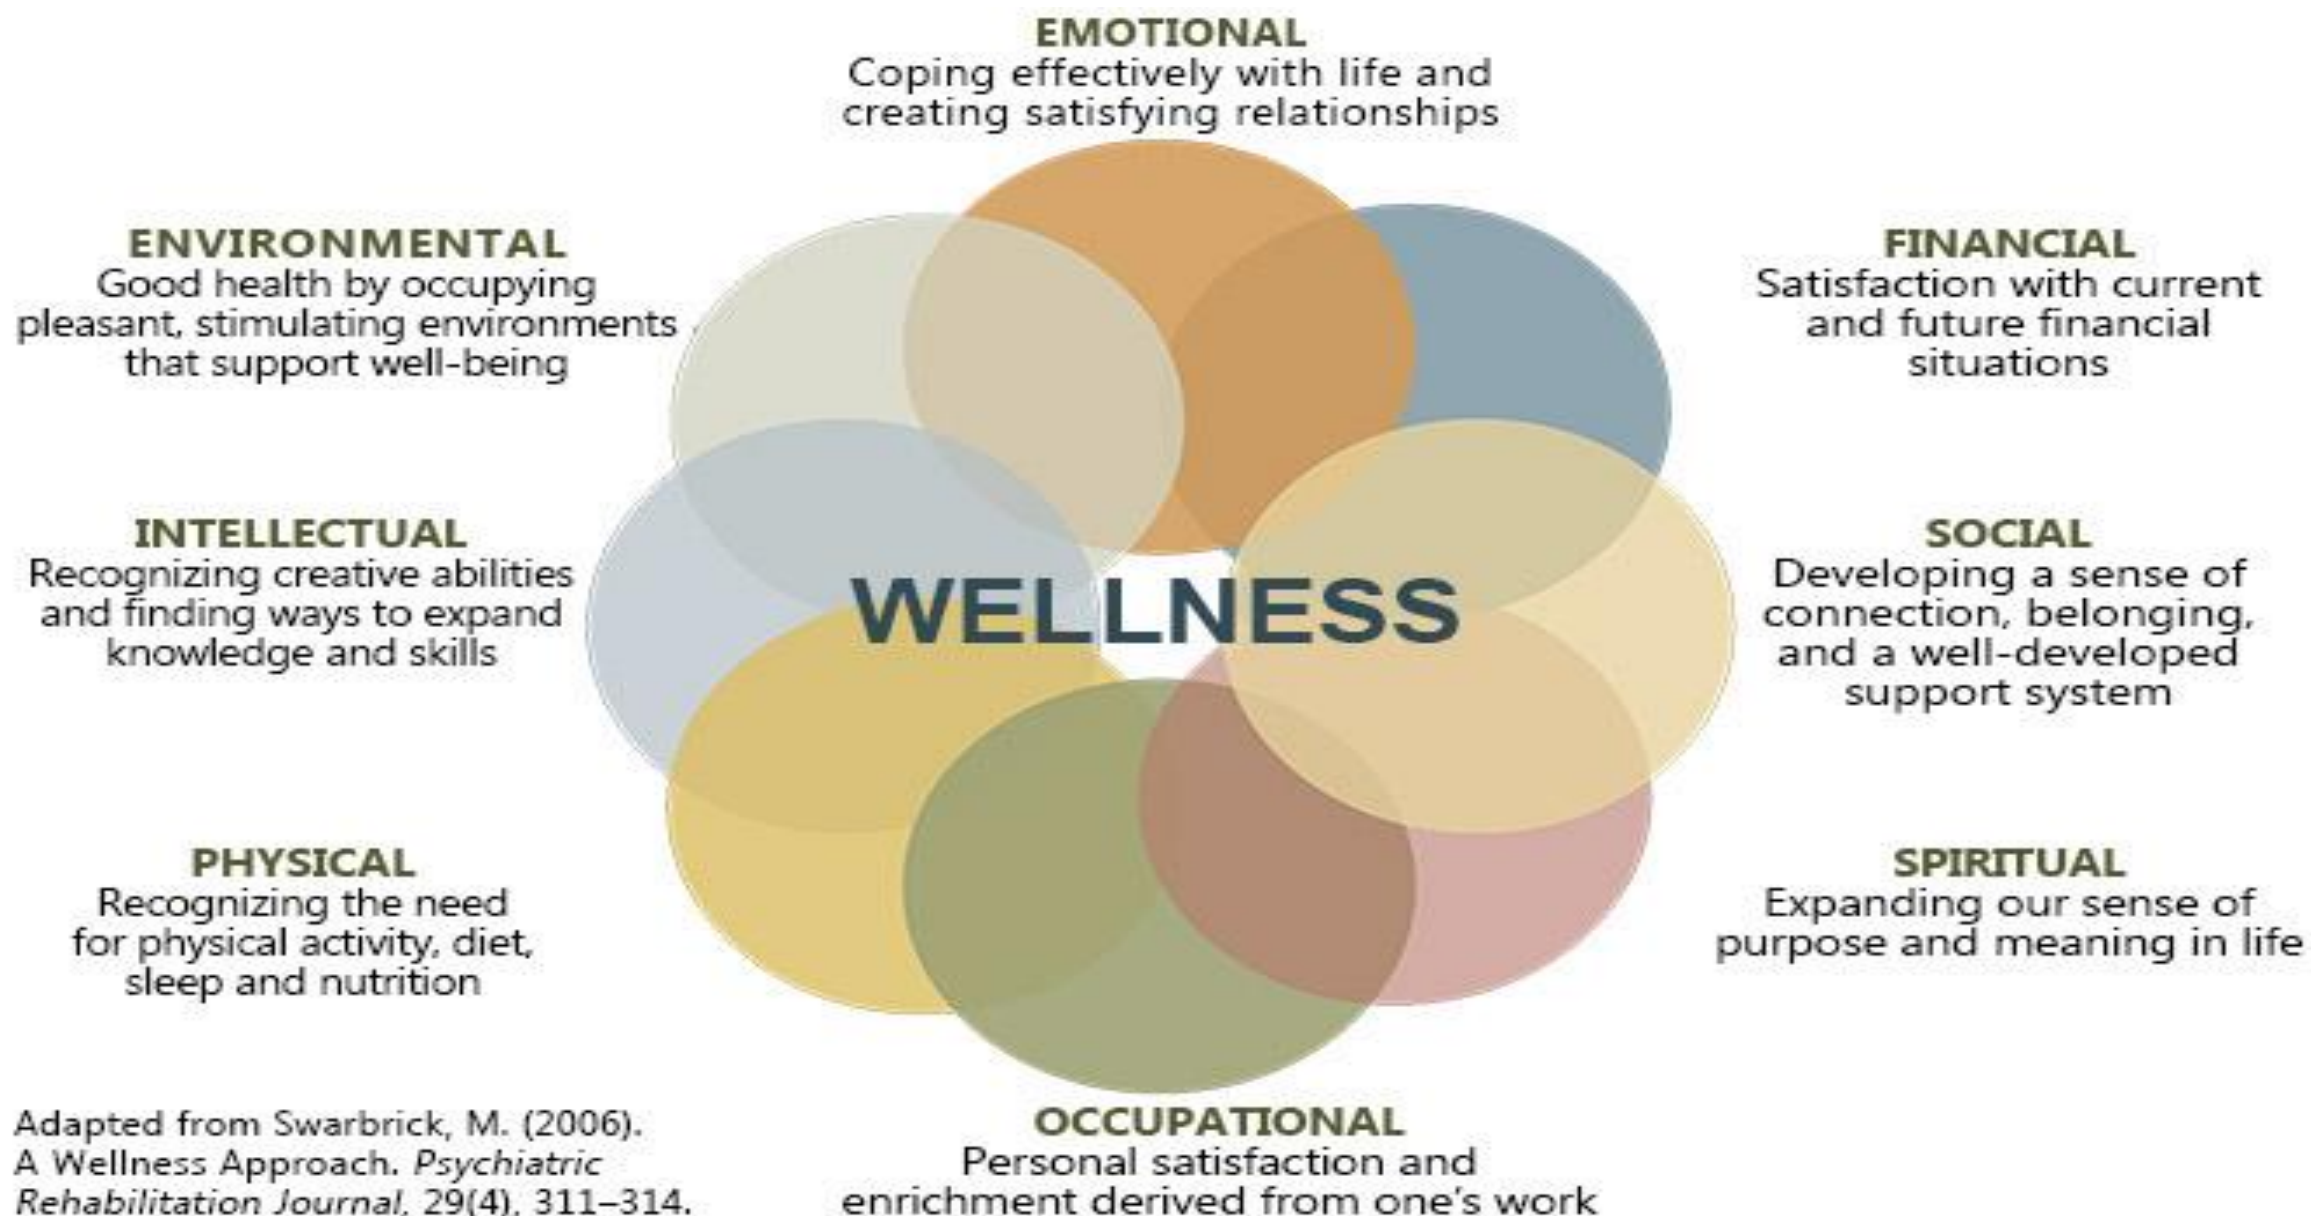 EMOTIONAL
Coping effectively with life and
creating satisfying relationships
ENVIRONMENTAL
Good health by occupying
pleasant, stimulating environments
that support well-being
FINANCIAL
Satisfaction with current
and future financial
situations
INTELLECTUAL
Recognizing creative abilities
and finding ways to expand
knowledge and skills
WELLNESS
SOCIAL
Developing a sense of
connection, belonging,
and a well-developed
support system
PHYSICAL
Recognizing the need
for physical activity, diet,
sleep and nutrition
SPIRITUAL
Expanding our sense of
purpose and meaning in life
OCCUPATIONAL
Personal satisfaction and
enrichment derived from one's work
Adapted from Swarbrick, M. (2006).
A Wellness Approach. Psychiatric
Rehabilitation Journal, 29(4), 311–314.